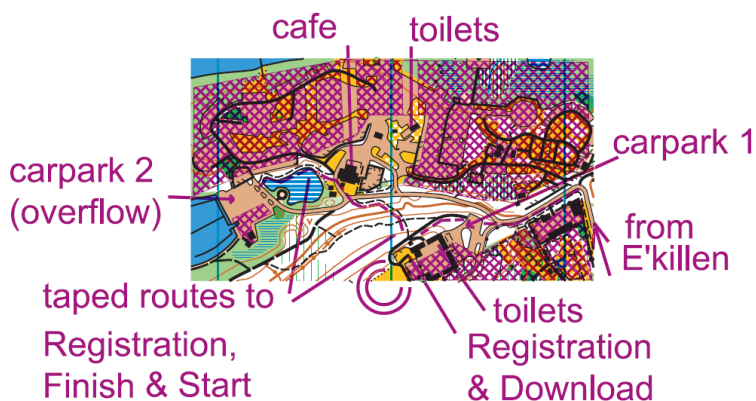 cafe
toilets
carpark 1
carpark 2
(overflow)
from
E'killen
taped routes to
Registration,
Finish & Start
toilets
Registration
& Download
P